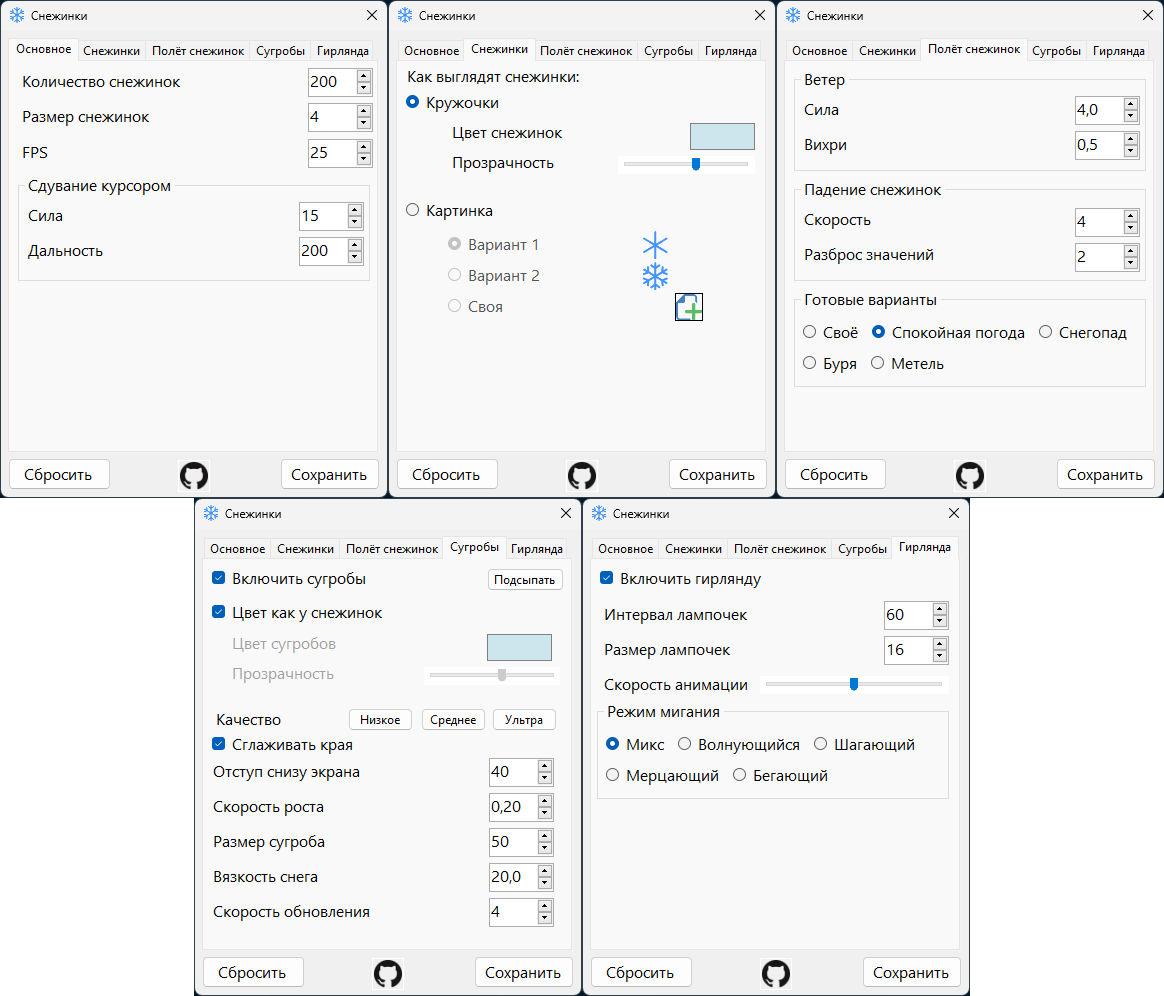 Снежинки
Основное Снежинки Полёт снежинок Сугробы Гирлянда
Количество снежинок 200
Размер снежинок 4
FPS 25
Сдувание курсором
Сила 15
Дальность 200
Сбросить Сохранить
Снежинки
Основное Снежинки Полёт снежинок Сугробы Гирлянда
Как выглядят снежинки:
Кружочки
Цвет снежинок
Прозрачность
Картинка
Вариант 1
Вариант 2
Своя
Сбросить Сохранить
Снежинки
Основное Снежинки Полёт снежинок Сугробы Гирлянда
Ветер
Сила 4,0
Вихри 0,5
Падение снежинок
Скорость 4
Разброс значений 2
Готовые варианты
Своё Спокойная погода Снегопад
Буря Метель
Сбросить Сохранить
Снежинки
Основное Снежинки Полёт снежинок Сугробы Гирлянда
Включить сугробы Подсыпать
Цвет как у снежинок
Цвет сугробов
Прозрачность
Качество Низкое Среднее Ультра
Сглаживать края
Отступ снизу экрана 40
Скорость роста 0,20
Размер сугроба 50
Вязкость снега 20,0
Скорость обновления 4
Сбросить Сохранить
Снежинки
Основное Снежинки Полёт снежинок Сугробы Гирлянда
Включить гирлянду
Интервал лампочек 60
Размер лампочек 16
Скорость анимации
Режим мигания
Микс Волнующийся Шагающий
Мерцающий Бегающий
Сбросить Сохранить